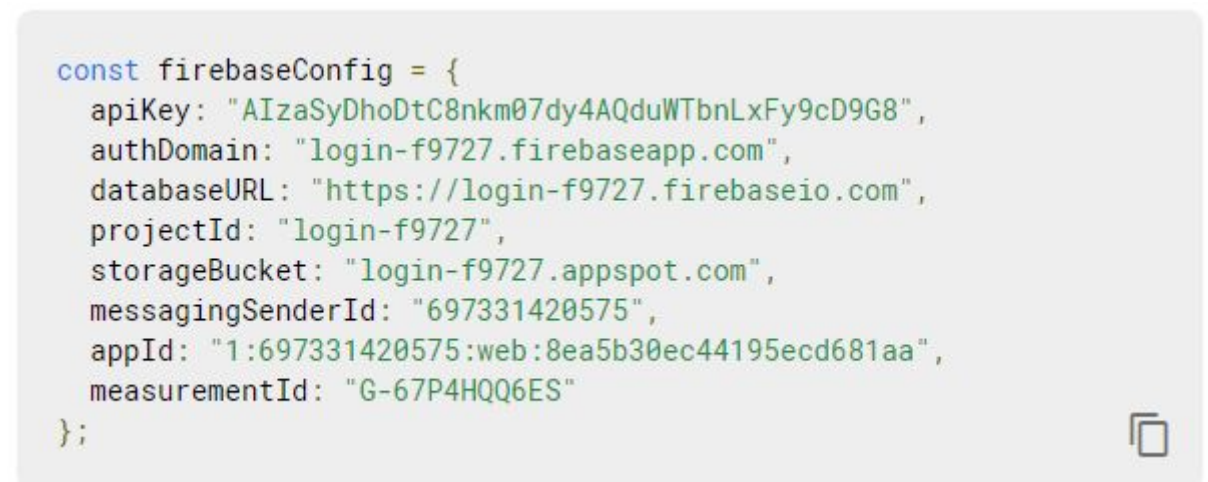 const firebaseConfig = {
  apiKey: "AIzaSyDhoDtC8nkm07dy4AQduWTbnLxFy9cD9G8",
  authDomain: "login-f9727.firebaseapp.com",
  databaseURL: "https://login-f9727.firebaseio.com",
  projectId: "login-f9727",
  storageBucket: "login-f9727.appspot.com",
  messagingSenderId: "697331420575",
  appId: "1:697331420575:web:8ea5b30ec44195ecd681aa",
  measurementId: "G-67P4HQQ6ES"
};